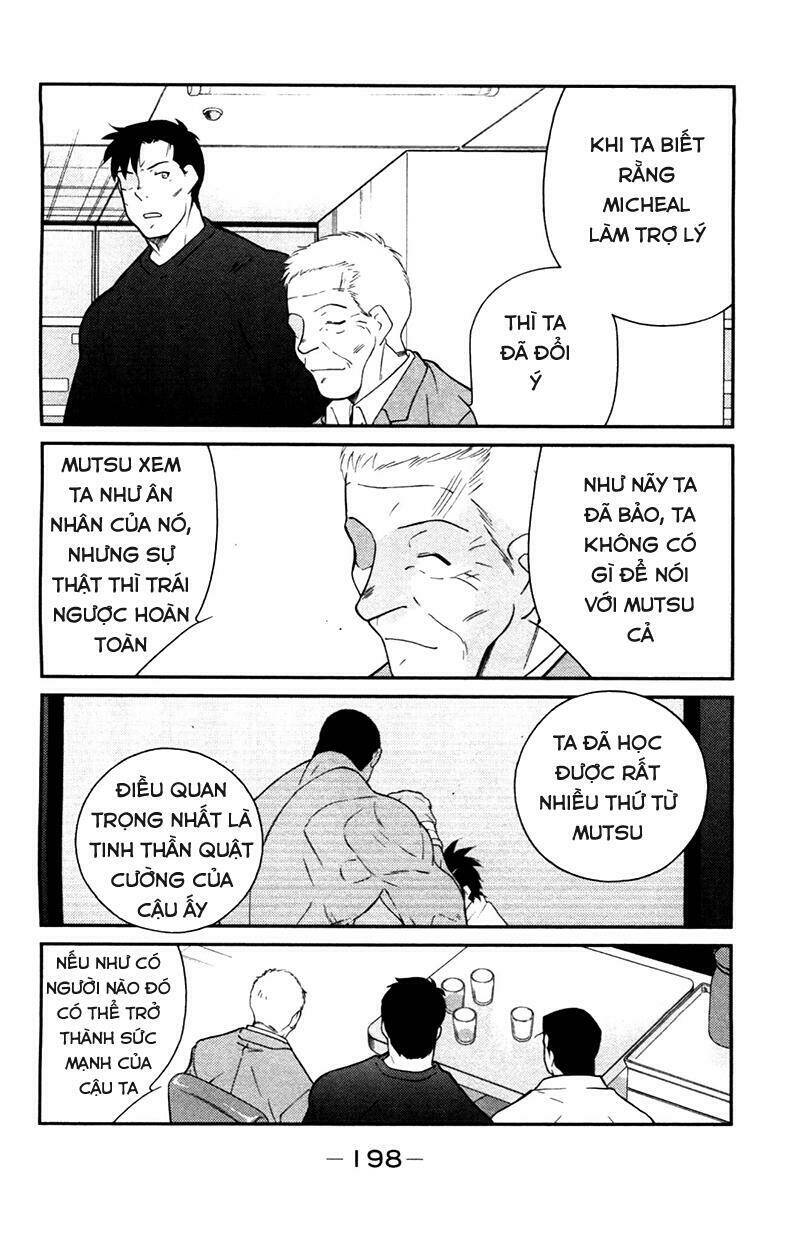 KHI TA BIẾT
RẰNG
MICHEAL
LÀM TRỢ LÝ
THÌ TA
ĐÃ ĐỔI
Ý
NHƯ NÃY TA
ĐÃ BẢO, TA
KHÔNG CÓ
GÌ ĐỂ NÓI
VỚI MUTSU
CẢ
MUTSU XEM
TA NHƯ ÂN
NHÂN CỦA NÓ,
NHƯNG SỰ
THẬT THÌ TRÁI
NGƯỢC HOÀN
TOÀN
TA ĐÃ HỌC
ĐƯỢC RẤT
NHIỀU THỨ TỪ
MUTSU
ĐIỀU QUAN
TRỌNG NHẤT LÀ
TINH THẦN QUẬT
CƯỜNG CỦA
CẬU ẤY
NẾU NHƯ CÓ
NGƯỜI NÀO ĐÓ
CÓ THỂ TRỞ
THÀNH SỨC
MẠNH CỦA
CẬU TA
—198—